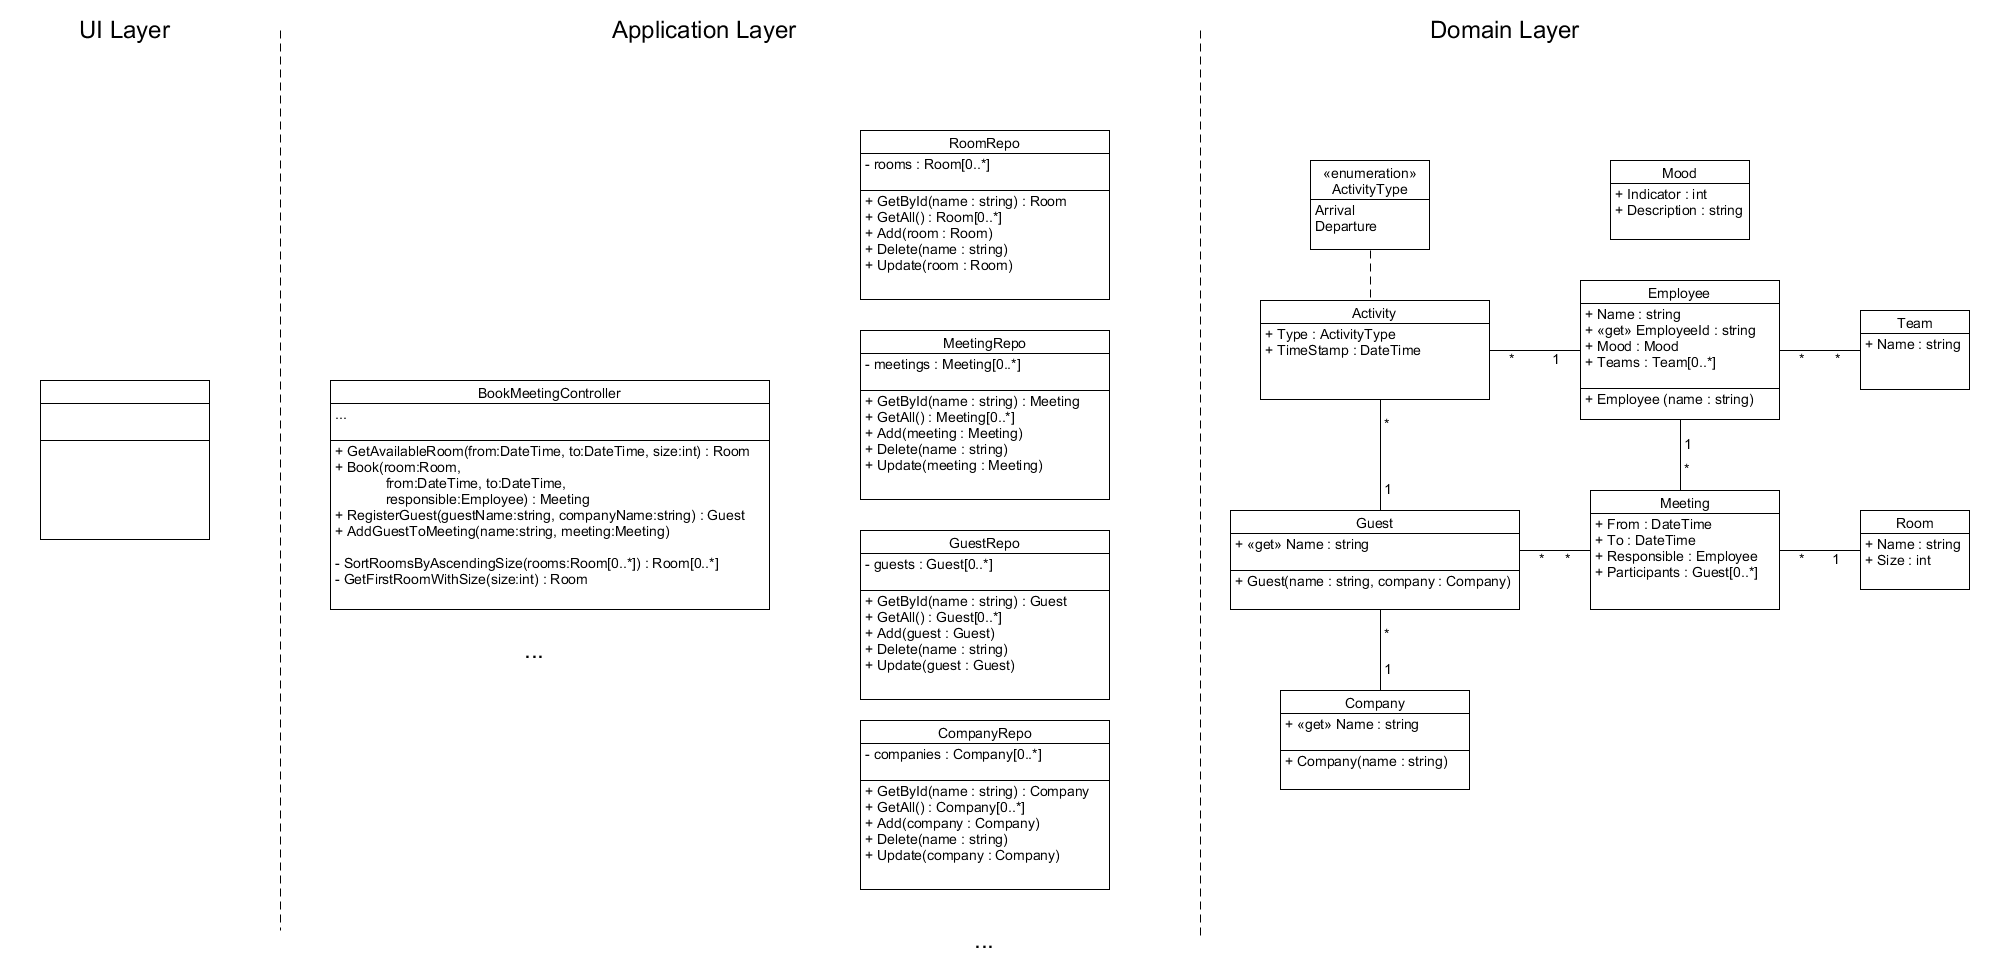 UI Layer
Application Layer
Domain Layer
BookMeetingController
...
+ GetAvailableRoom(from:DateTime, to:DateTime, size:int) : Room
+ Book(room:Room,
from:DateTime, to:DateTime,
responsible:Employee) : Meeting
+ RegisterGuest(guestName:string, companyName:string) : Guest
+ AddGuestToMeeting(name:string, meeting:Meeting)
- SortRoomsByAscendingSize(rooms:Room[0..*]) : Room[0..*]
- GetFirstRoomWithSize(size:int) : Room
...
RoomRepo
- rooms : Room[0..*]
+ GetById(name : string) : Room
+ GetAll() : Room[0..*]
+ Add(room : Room)
+ Delete(name : string)
+ Update(room : Room)
MeetingRepo
- meetings : Meeting[0..*]
+ GetById(name : string) : Meeting
+ GetAll() : Meeting[0..*]
+ Add(meeting : Meeting)
+ Delete(name : string)
+ Update(meeting : Meeting)
GuestRepo
- guests : Guest[0..*]
+ GetById(name : string) : Guest
+ GetAll() : Guest[0..*]
+ Add(guest : Guest)
+ Delete(name : string)
+ Update(guest : Guest)
CompanyRepo
- companies : Company[0..*]
+ GetById(name : string) : Company
+ GetAll() : Company[0..*]
+ Add(company : Company)
+ Delete(name : string)
+ Update(company : Company)
...
«enumeration»
ActivityType
Arrival
Departure
Mood
+ Indicator : int
+ Description : string
Activity
+ Type : ActivityType
+ TimeStamp : DateTime
* 1
Employee
+ Name : string
+ «get» EmployeeId : string
+ Mood : Mood
+ Teams : Team[0..*]
+ Employee (name : string)
* *
Team
+ Name : string
*
1
1
*
Guest
+ «get» Name : string
+ Guest(name : string, company : Company)
* *
Meeting
+ From : DateTime
+ To : DateTime
+ Responsible : Employee
+ Participants : Guest[0..*]
* 1
Room
+ Name : string
+ Size : int
*
1
Company
+ «get» Name : string
+ Company(name : string)